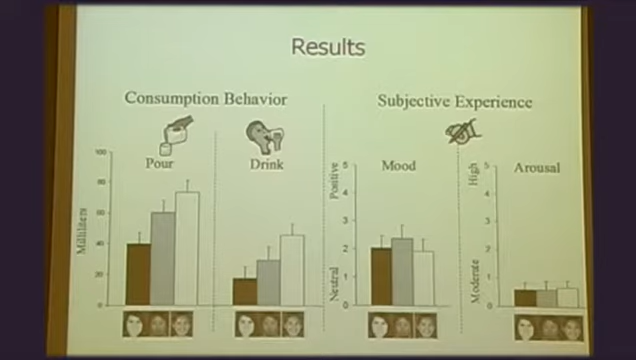 Results
Consumption Behavior
Subjective Experience
Pour
Drink
Mood
Arousal
Milliliters
100
80
60
40
20
0
Positive
Neutral
5
4
3
2
1
0
High
Moderate
5
4
3
2
1
0